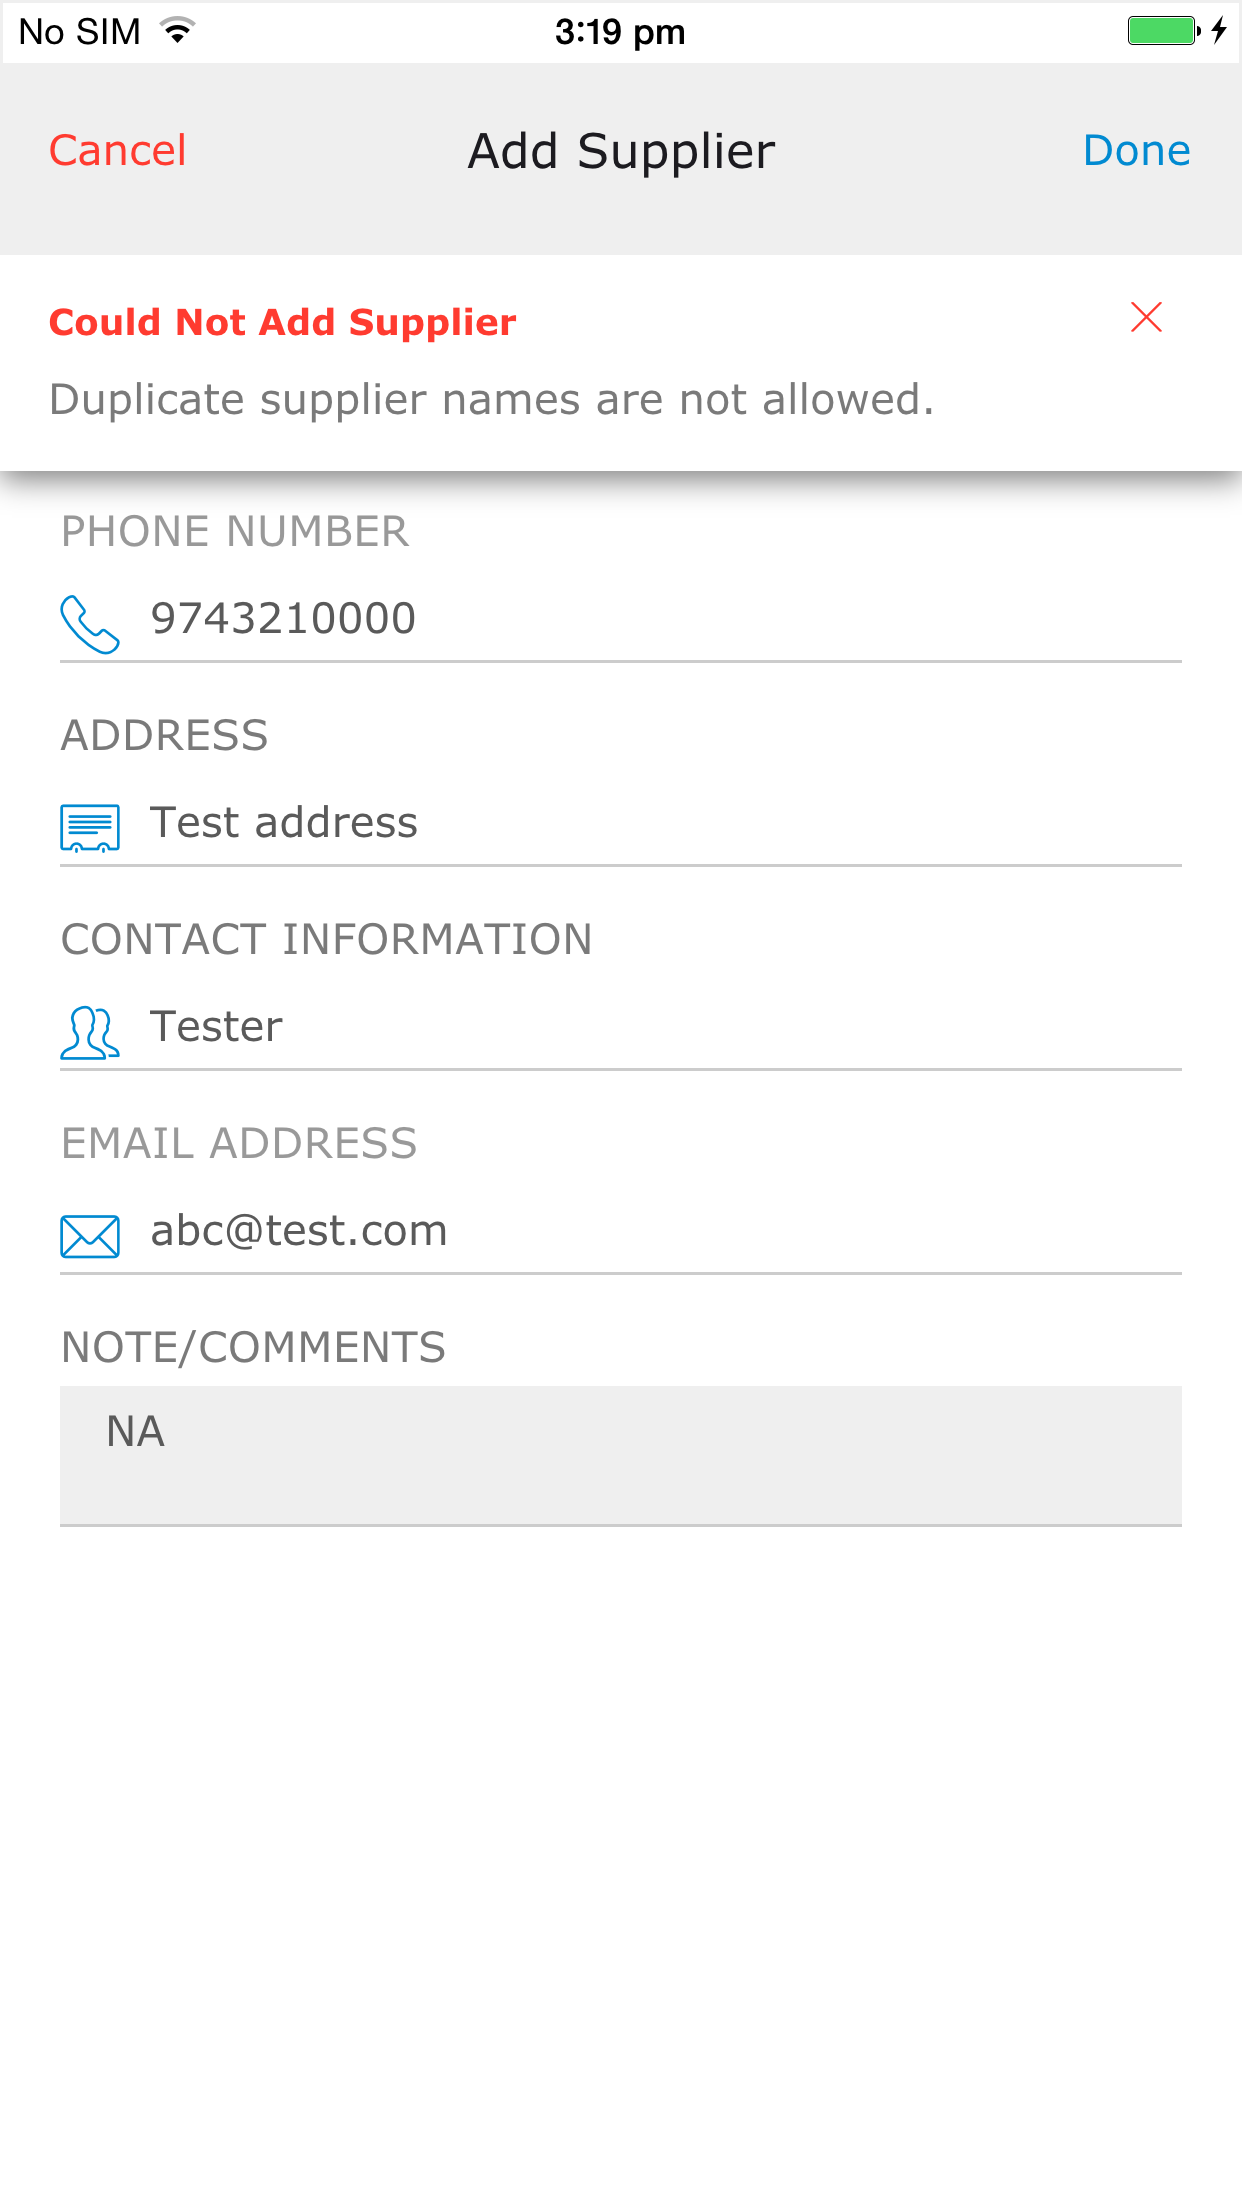 No SIM 3:19 pm
Cancel Add Supplier Done
Could Not Add Supplier
Duplicate supplier names are not allowed.
PHONE NUMBER
9743210000
ADDRESS
Test address
CONTACT INFORMATION
Tester
EMAIL ADDRESS
abc@test.com
NOTE/COMMENTS
NA